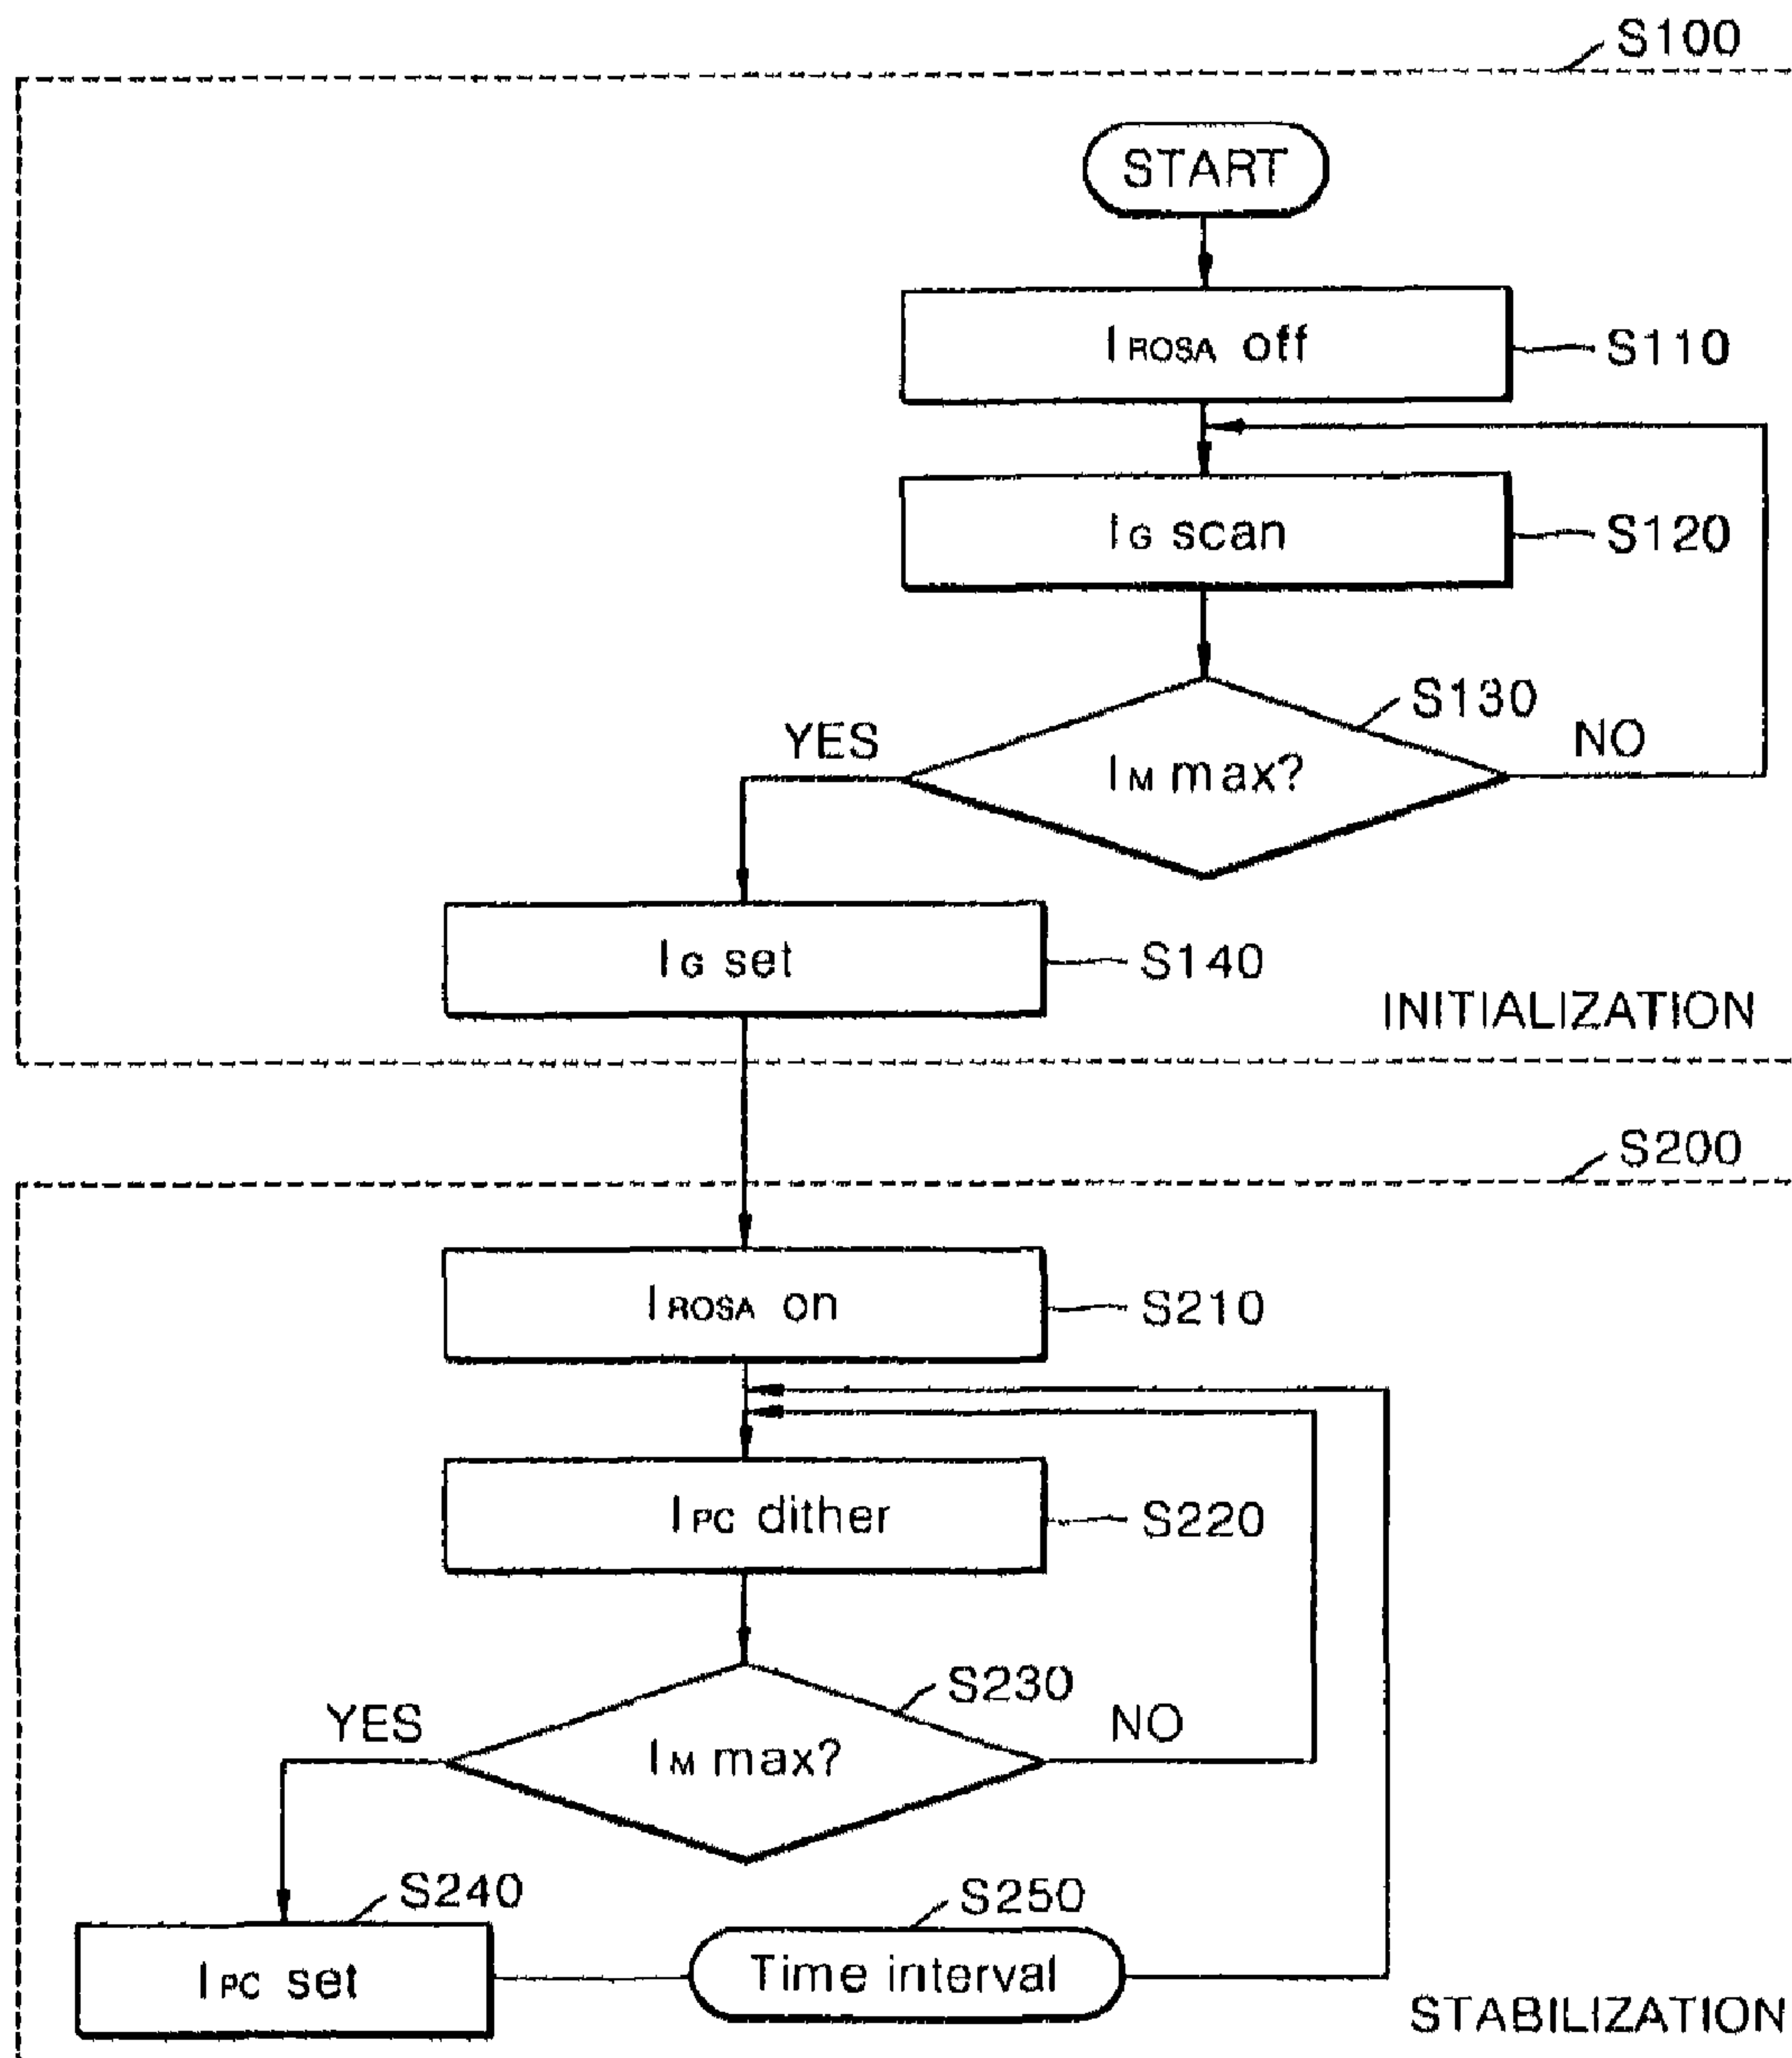 S100
START
IROSA off
S110
IG scan
S120
S130
YES
NO
IM max?
IG set
S140
INITIALIZATION
S200
IROSA on
S210
IPC dither
S220
S230
YES
NO
IM max?
S240
S250
IPC set
Time interval
STABILIZATION